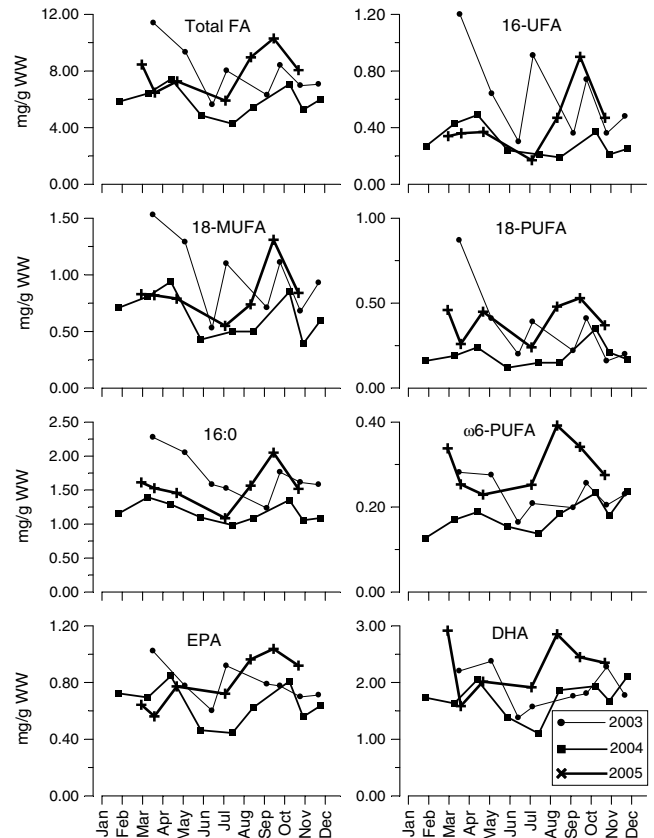 Total FA
16-UFA
mg/g WW
12.00
8.00
4.00
0.00
1.20
0.80
0.40
0.00
18-MUFA
18-PUFA
mg/g WW
1.50
1.00
0.50
0.00
1.00
0.50
0.00
16:0
ω6-PUFA
mg/g WW
2.50
2.00
1.50
1.00
0.50
0.00
0.40
0.20
0.00
EPA
DHA
mg/g WW
1.20
0.80
0.40
0.00
3.00
2.00
1.00
0.00
2003
2004
2005
Jan Feb Mar Apr May Jun Jul Aug Sep Oct Nov Dec
Jan Feb Mar Apr May Jun Jul Aug Sep Oct Nov Dec